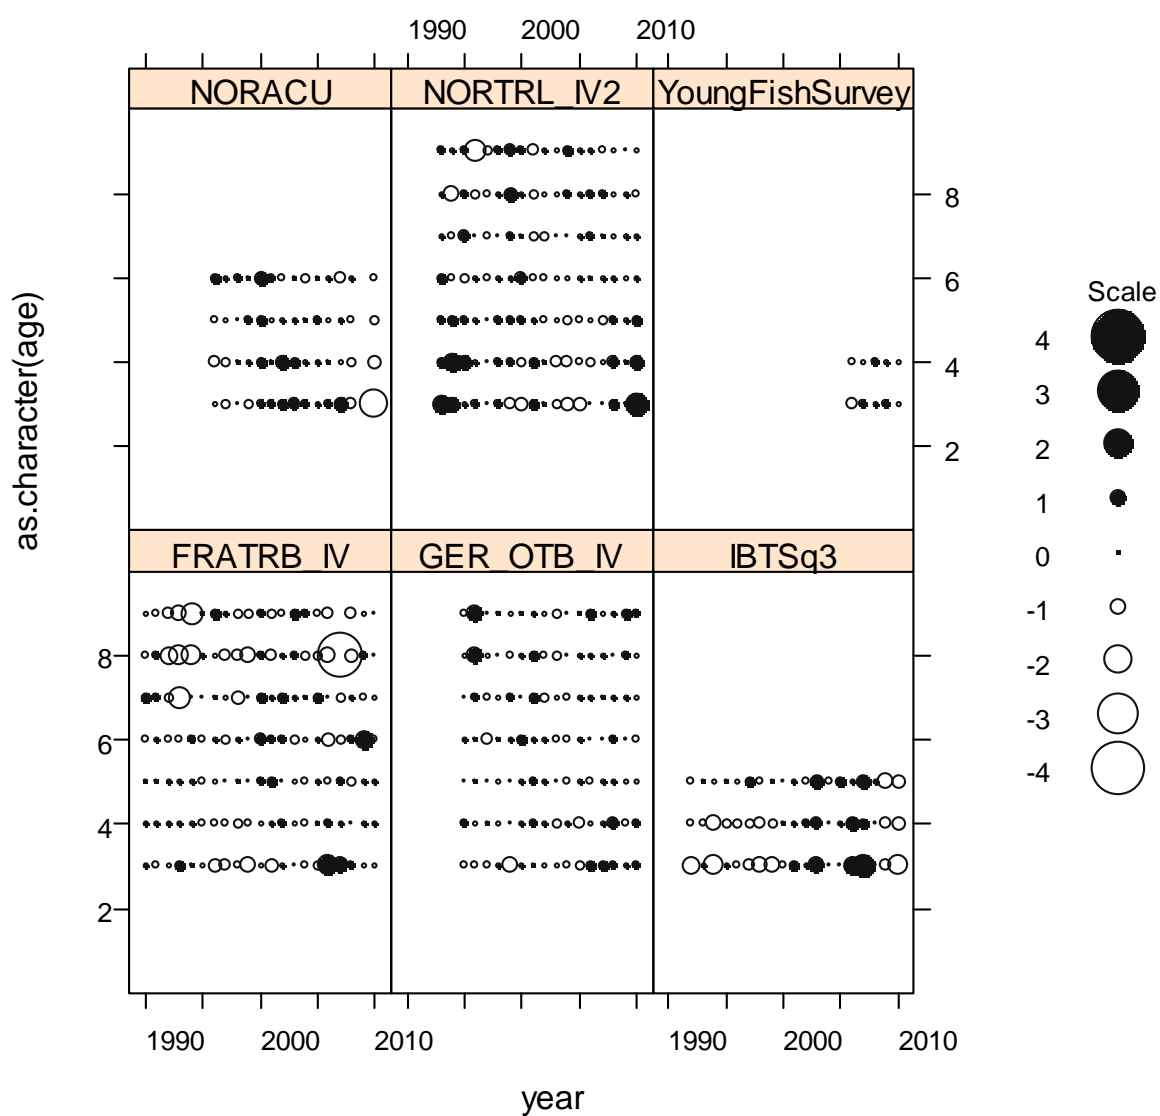 1990 2000 2010
NORACU NORTRL_IV2 YoungFishSurvey
8
6
4
2
as.character(age)
Scale
4
3
2
1
0
-1
-2
-3
-4
FRATRB_IV GER_OTB_IV IBTSq3
8
6
4
2
1990 2000 2010 1990 2000 2010
year